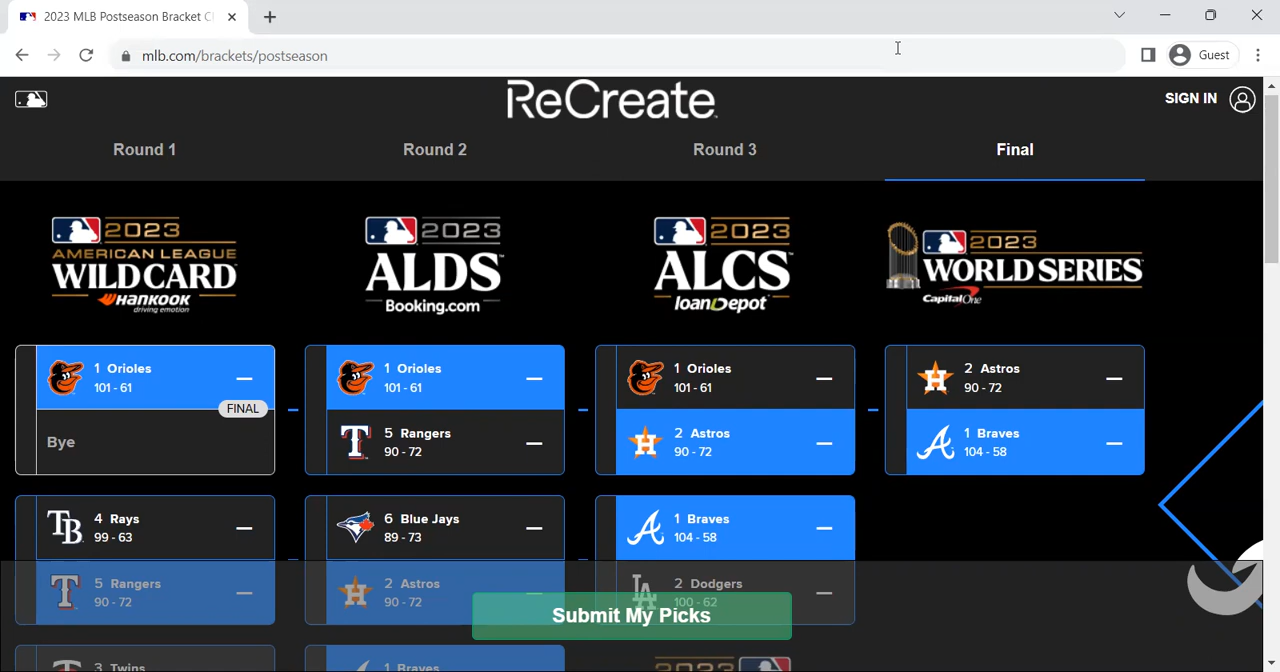 2023 MLB Postseason Bracket C
mlb.com/brackets/postseason
Guest
ReCreate
SIGN IN
Round 1
Round 2
Round 3
Final
2023
AMERICAN LEAGUE
WILD CARD
HANKOOK
driving emotion
2023
ALDS
Booking.com
2023
ALCS
loanDepot
2023
WORLD SERIES
Capital One
1 Orioles
101 - 61
FINAL
Bye
1 Orioles
101 - 61
5 Rangers
90 - 72
1 Orioles
101 - 61
2 Astros
90 - 72
2 Astros
90 - 72
1 Braves
104 - 58
4 Rays
99 - 63
5 Rangers
90 - 72
6 Blue Jays
89 - 73
2 Astros
90 - 72
1 Braves
104 - 58
2 Dodgers
100 - 62
Submit My Picks
3 Twins
1 Braves
2023